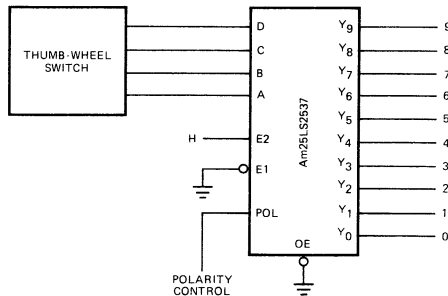 THUMB-WHEEL
SWITCH
D
C
B
A
H
E2
E1
POL
POLARITY
CONTROL
Am25LS2537
OE
Y9
Y8
Y7
Y6
Y5
Y4
Y3
Y2
Y1
Y0
9
8
7
6
5
4
3
2
1
0